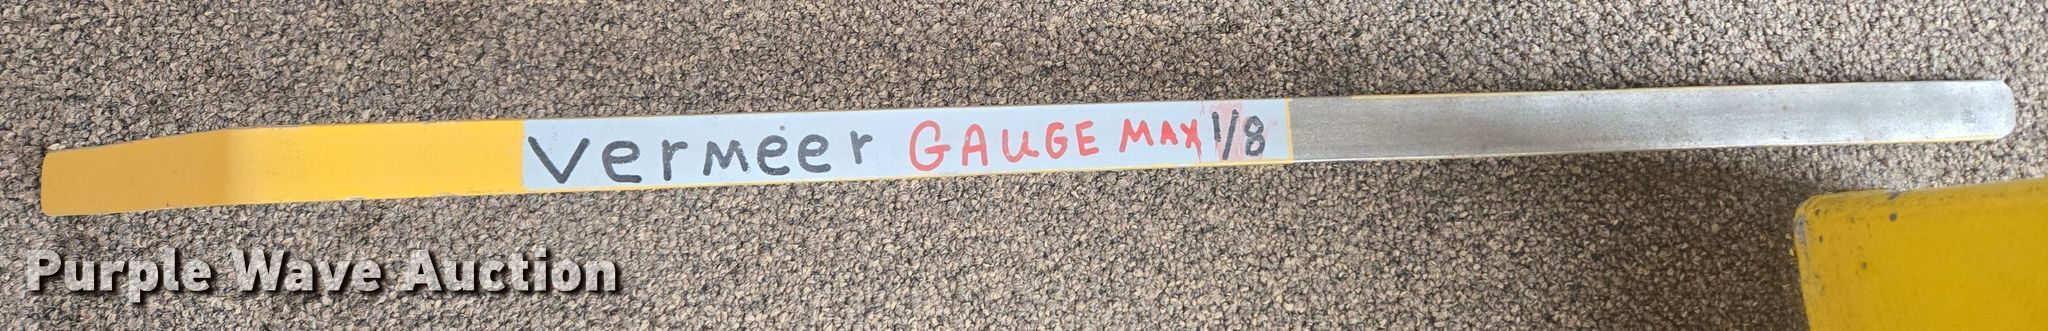 vermeer GAUGE MAX 1/8
Purple Wave Auction